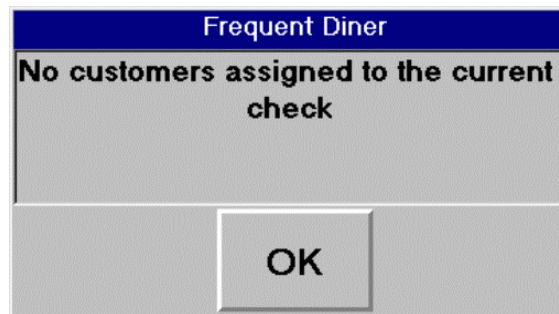 Frequent Diner
No customers assigned to the current
check
OK